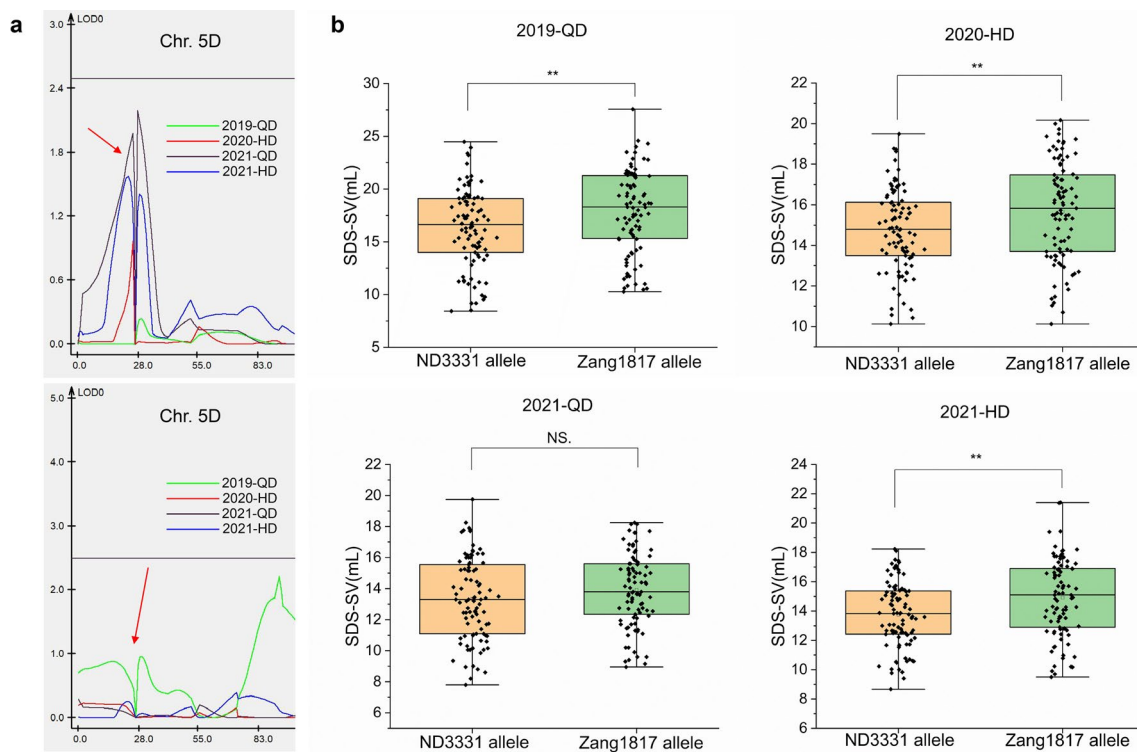 a
LOD0
Chr. 5D
3.0
2.4
1.8
1.2
0.6
0.0
2019-QD
2020-HD
2021-QD
2021-HD
0.0 28.0 55.0 83.0
LOD0
Chr. 5D
5.0
4.0
3.0
2.0
1.0
0.0
2019-QD
2020-HD
2021-QD
2021-HD
0.0 28.0 55.0 83.0
b
2019-QD
**
SDS-SV(mL)
30
25
20
15
10
5
ND3331 allele Zang1817 allele
2020-HD
**
SDS-SV(mL)
22
20
18
16
14
12
10
ND3331 allele Zang1817 allele
2021-QD
NS.
SDS-SV(mL)
22
20
18
16
14
12
10
8
6
ND3331 allele Zang1817 allele
2021-HD
**
SDS-SV(mL)
24
22
20
18
16
14
12
10
8
6
ND3331 allele Zang1817 allele